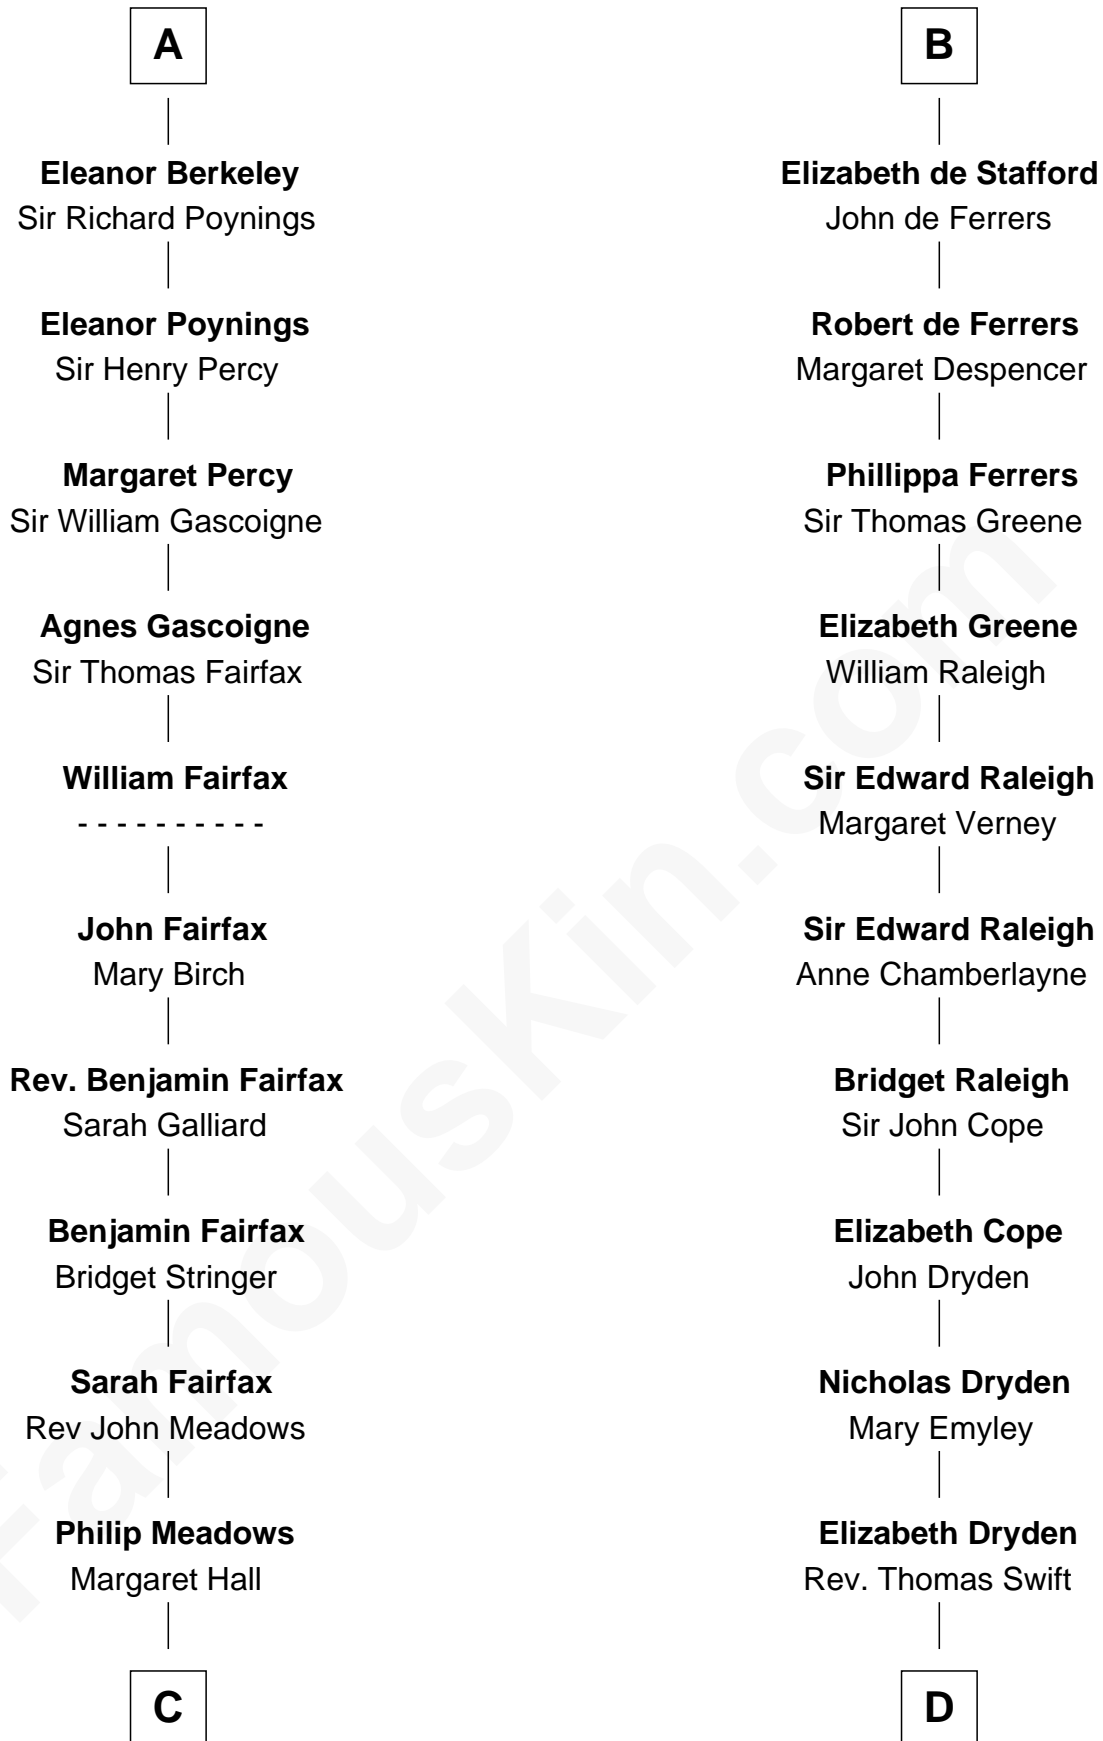 A
Eleanor Berkeley
Sir Richard Poynings
Eleanor Poynings
Sir Henry Percy
Margaret Percy
Sir William Gascoigne
Agnes Gascoigne
Sir Thomas Fairfax
William Fairfax
- - - - - - - - - -
John Fairfax
Mary Birch
Rev. Benjamin Fairfax
Sarah Galliard
Benjamin Fairfax
Bridget Stringer
Sarah Fairfax
Rev John Meadows
Philip Meadows
Margaret Hall
C
B
Elizabeth de Stafford
John de Ferrers
Robert de Ferrers
Margaret Despencer
Phillippa Ferrers
Sir Thomas Greene
Elizabeth Greene
William Raleigh
Sir Edward Raleigh
Margaret Verney
Sir Edward Raleigh
Anne Chamberlayne
Bridget Raleigh
Sir John Cope
Elizabeth Cope
John Dryden
Nicholas Dryden
Mary Emyley
Elizabeth Dryden
Rev. Thomas Swift
D
FamousKin.com